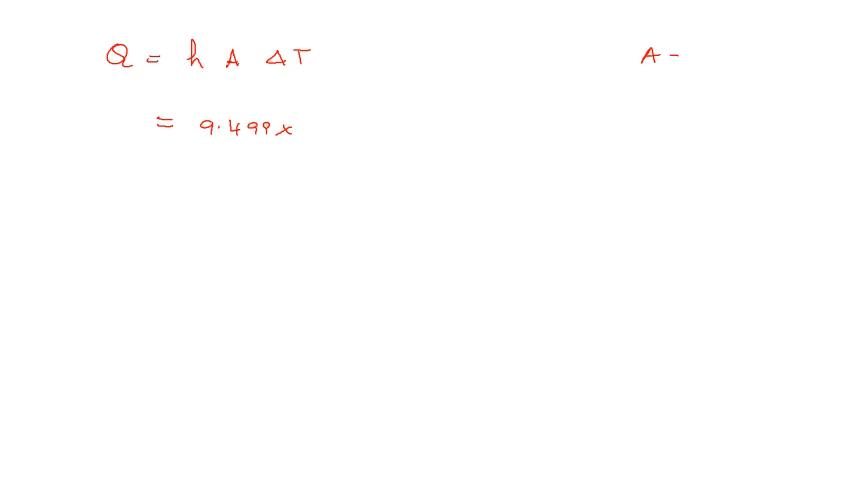 Q = h A ΔT
A -
= 9.499x